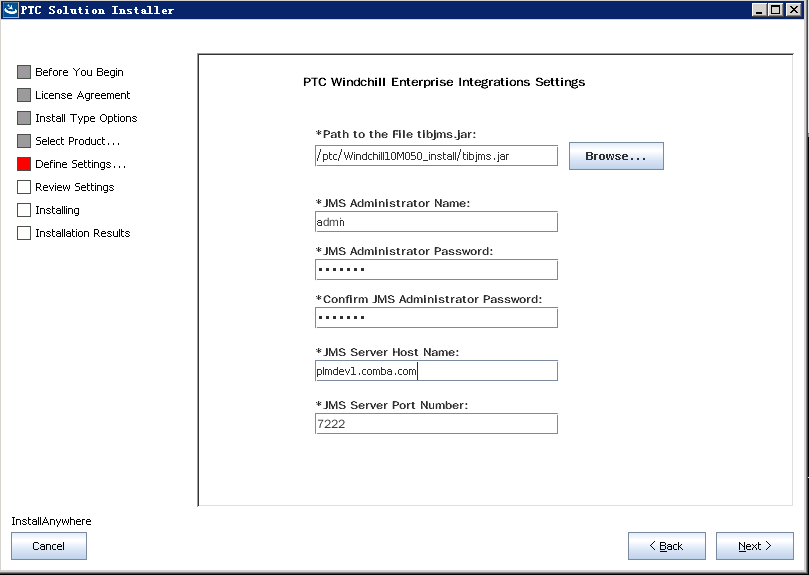 PTC Solution Installer
Before You Begin
License Agreement
Install Type Options
Select Product...
Define Settings...
Review Settings
Installing
Installation Results
PTC Windchill Enterprise Integrations Settings
*Path to the File tibjms.jar:
/ptc/Windchill10M050_install/tibjms.jar
Browse...
*JMS Administrator Name:
admin
*JMS Administrator Password:
•••••••
*Confirm JMS Administrator Password:
•••••••
*JMS Server Host Name:
plmdev1.comba.com
*JMS Server Port Number:
7222
InstallAnywhere
Cancel
< Back
Next >